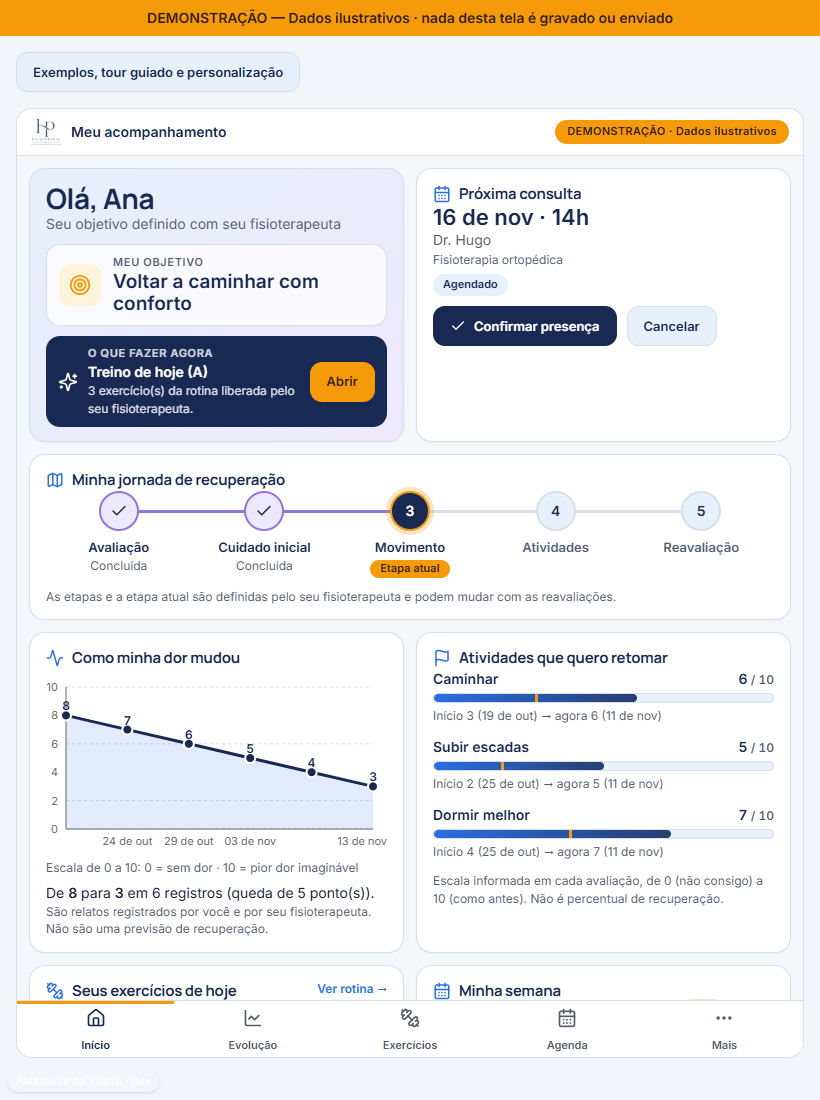 DEMONSTRAÇÃO — Dados ilustrativos · nada desta tela é gravado ou enviado
Exemplos, tour guiado e personalização
HP
Meu acompanhamento
DEMONSTRAÇÃO · Dados ilustrativos
Olá, Ana
Seu objetivo definido com seu fisioterapeuta
MEU OBJETIVO
Voltar a caminhar com
conforto
O QUE FAZER AGORA
Treino de hoje (A)
3 exercício(s) da rotina liberada pelo
seu fisioterapeuta.
Abrir
Próxima consulta
16 de nov · 14h
Dr. Hugo
Fisioterapia ortopédica
Agendado
Confirmar presença
Cancelar
Minha jornada de recuperação
3
4
5
Avaliação
Cuidado inicial
Movimento
Atividades
Reavaliação
Concluída
Concluída
Etapa atual
As etapas e a etapa atual são definidas pelo seu fisioterapeuta e podem mudar com as reavaliações.
Como minha dor mudou
10
8
6
4
2
0
8
7
6
5
4
3
24 de out
29 de out
03 de nov
13 de nov
Escala de 0 a 10: 0 = sem dor · 10 = pior dor imaginável
De 8 para 3 em 6 registros (queda de 5 ponto(s)).
São relatos registrados por você e por seu fisioterapeuta.
Não são uma previsão de recuperação.
Atividades que quero retomar
Caminhar 6 / 10
Início 3 (19 de out) → agora 6 (11 de nov)
Subir escadas 5 / 10
Início 2 (25 de out) → agora 5 (11 de nov)
Dormir melhor 7 / 10
Início 4 (25 de out) → agora 7 (11 de nov)
Escala informada em cada avaliação, de 0 (não consigo) a
10 (como antes). Não é percentual de recuperação.
Seus exercícios de hoje
Ver rotina →
Minha semana
Início
Evolução
Exercícios
Agenda
Mais
AMBIENTE DE TESTE · Dev